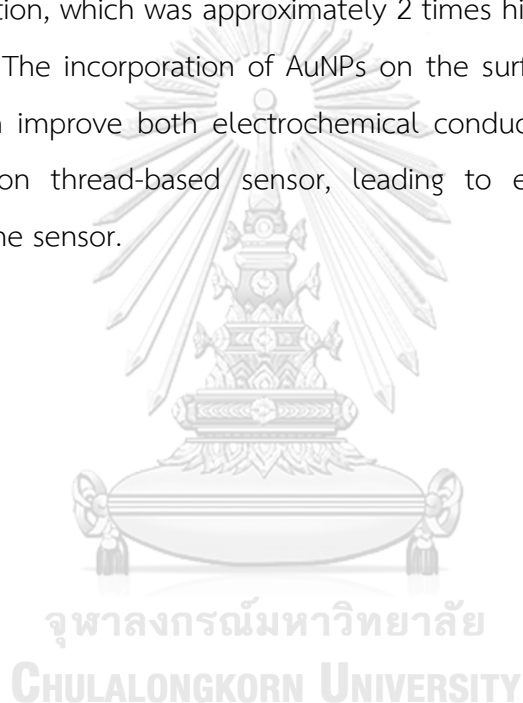 tion, which was approximately 2 times hi
The incorporation of AuNPs on the surf
improve both electrochemical conduc
on thread-based sensor, leading to e
ne sensor.
จุฬาลงกรณ์มหาวิทยาลัย
CHULALONGKORN UNIVERSITY